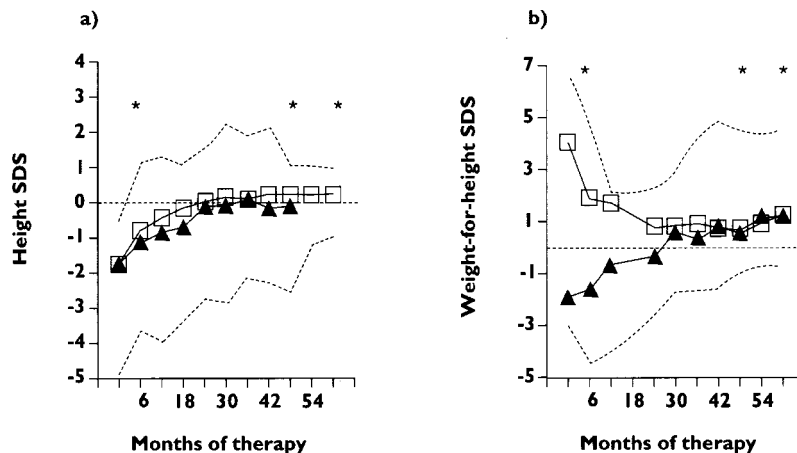 a)
Height SDS
4
3
2
1
0
-1
-2
-3
-4
-5
* * *
6 18 30 42 54
Months of therapy
b)
Weight-for-height SDS
7
5
3
1
-1
-3
-5
* * *
6 18 30 42 54
Months of therapy